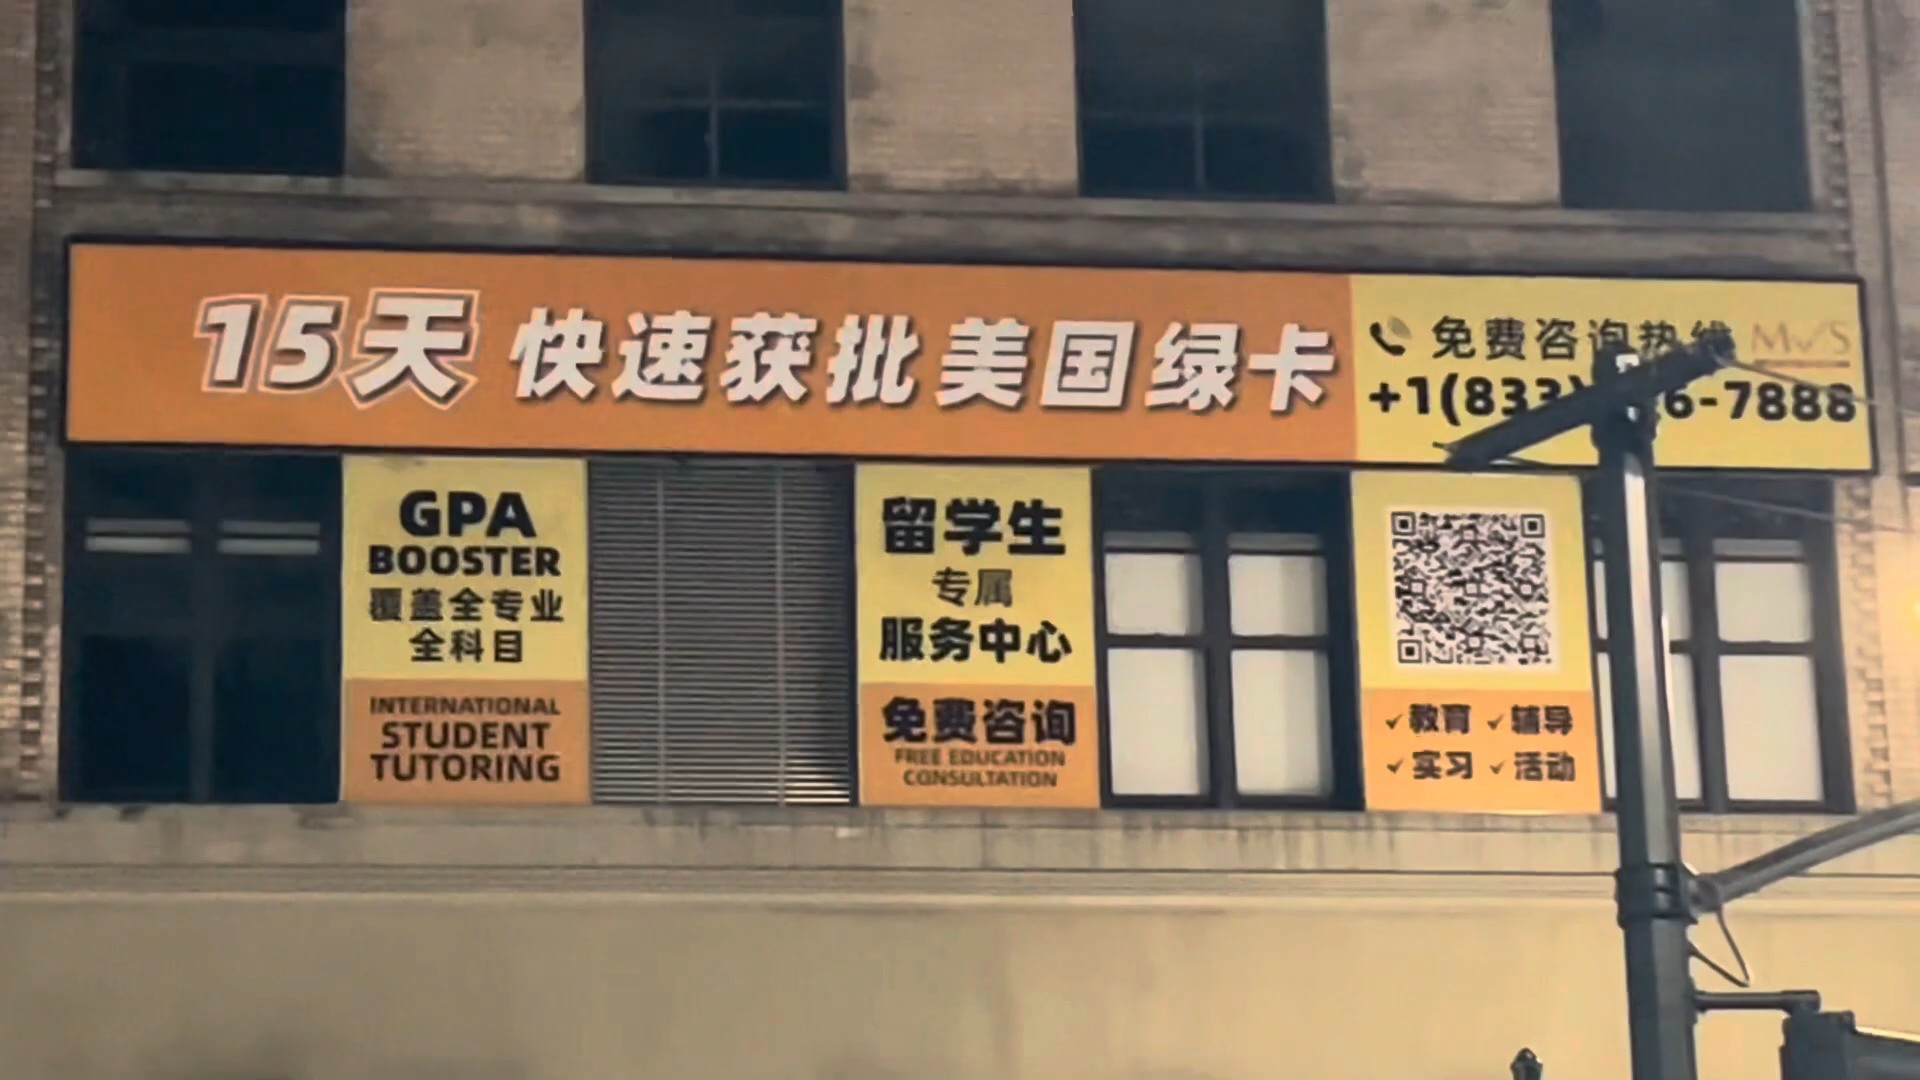 15天 快速获批美国绿卡
免费咨询热线
+1(833) 6-7888
GPA
BOOSTER
覆盖全专业
全科目
INTERNATIONAL
STUDENT
TUTORING
留学生
专属
服务中心
免费咨询
FREE EDUCATION
CONSULTATION
✓教育 ✓辅导
✓实习 ✓活动